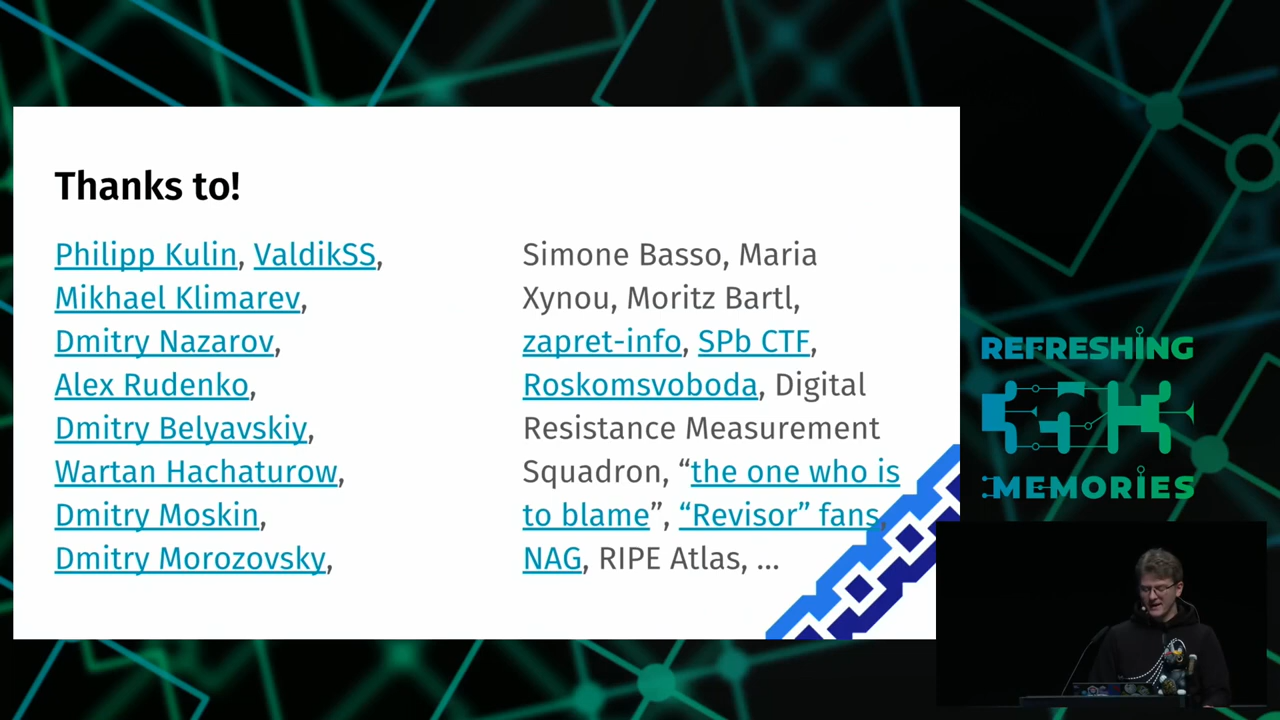 Thanks to!
Philipp Kulin, ValdikSS,
Mikhael Klimarev,
Dmitry Nazarov,
Alex Rudenko,
Dmitry Belyavskiy,
Wartan Hachaturow,
Dmitry Moskin,
Dmitry Morozovsky,
Simone Basso, Maria
Xynou, Moritz Bartl,
zapret-info, SPb CTF,
Roskomsvoboda, Digital
Resistance Measurement
Squadron, “the one who is
to blame”, “Revisor” fans,
NAG, RIPE Atlas, ...
REFRESHING
35C3
MEMORIES